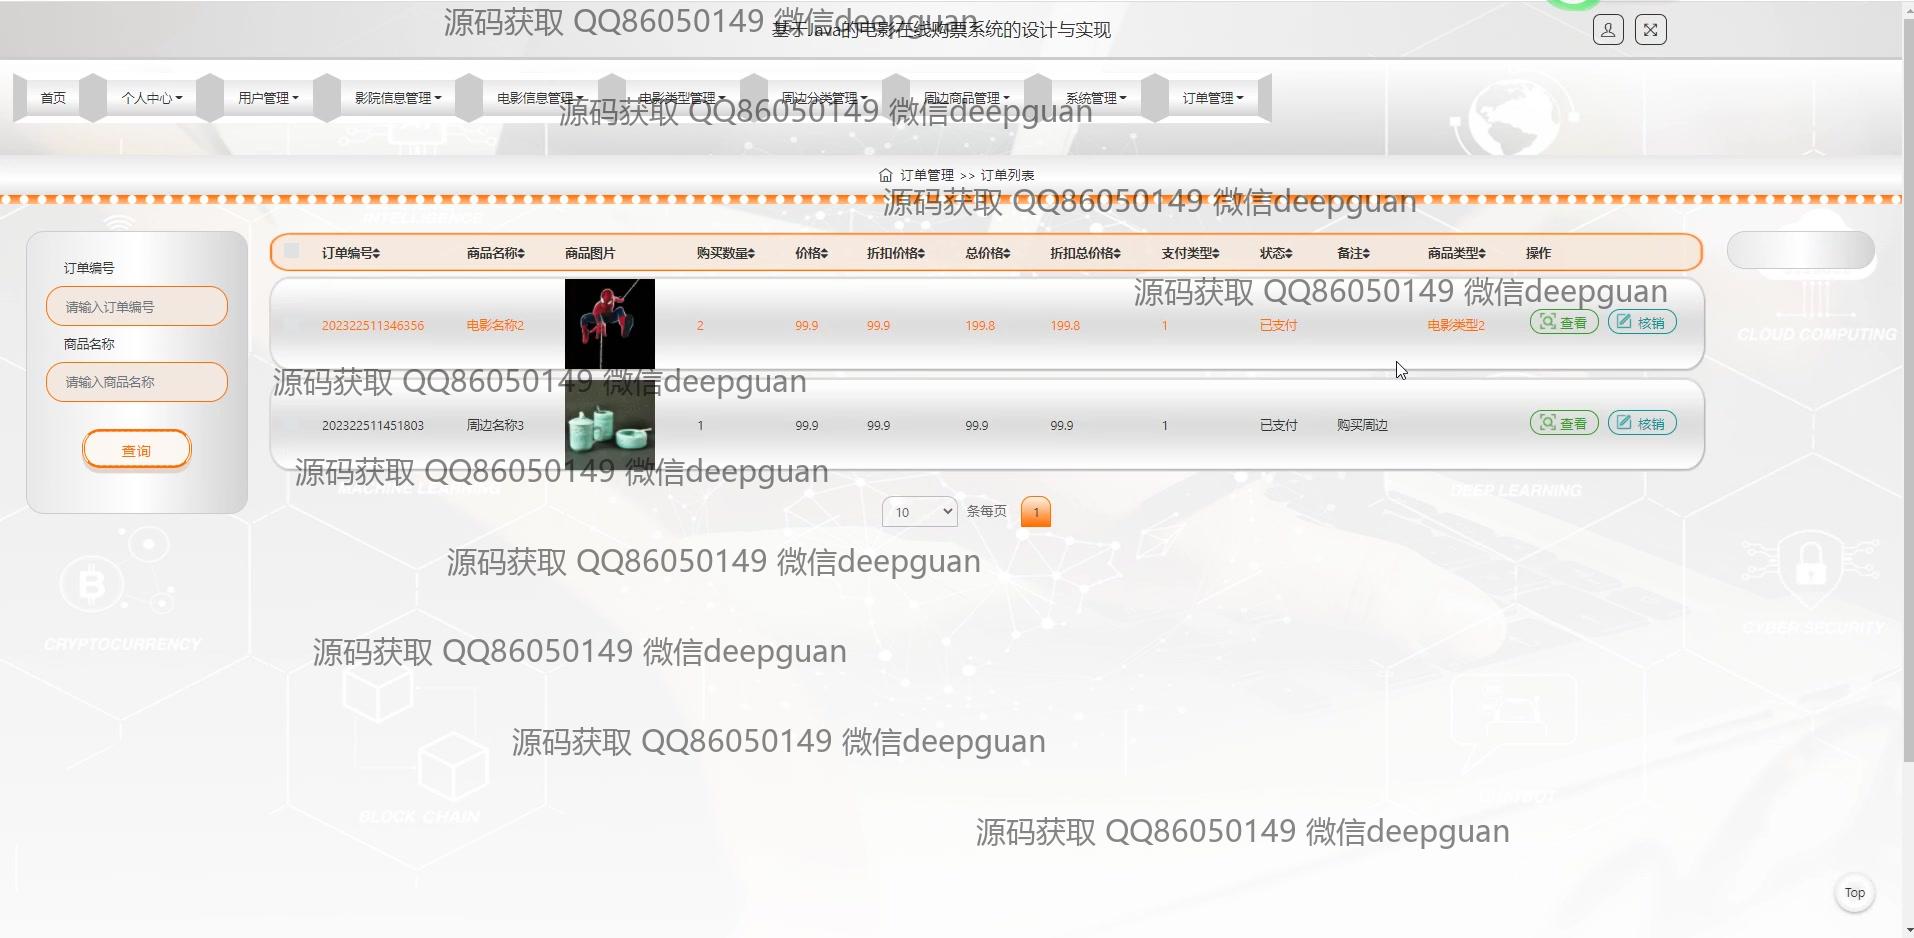 源码获取 QQ86050149 微信deepguan
基于Java的电影在线购票系统的设计与实现
首页 个人中心 用户管理 影院信息管理 电影信息管理 电影类型管理 周边分类管理 周边商品管理 系统管理 订单管理
源码获取 QQ86050149 微信deepguan
订单管理 >> 订单列表
源码获取 QQ86050149 微信deepguan
INTELLIGENCE
订单编号
请输入订单编号
商品名称
请输入商品名称
查询
订单编号 商品名称 商品图片 购买数量 价格 折扣价格 总价格 折扣总价格 支付类型 状态 备注 商品类型 操作
源码获取 QQ86050149 微信deepguan
202322511346356 电影名称2 2 99.9 99.9 199.8 199.8 1 已支付 电影类型2 查看 核销
CLOUD COMPUTING
源码获取 QQ86050149 微信deepguan
202322511451803 周边名称3 1 99.9 99.9 99.9 99.9 1 已支付 购买周边 查看 核销
源码获取 QQ86050149 微信deepguan
MACHINE LEARNING
DEEP LEARNING
10 条每页 1
源码获取 QQ86050149 微信deepguan
CRYPTOCURRENCY
CYBER SECURITY
源码获取 QQ86050149 微信deepguan
源码获取 QQ86050149 微信deepguan
CHATBOT
BLOCK CHAIN
源码获取 QQ86050149 微信deepguan
Top